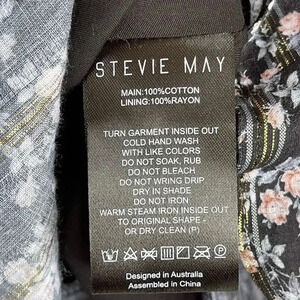 STEVIE MAY
MAIN:100%COTTON
LINING:100%RAYON
TURN GARMENT INSIDE OUT
COLD HAND WASH
WITH LIKE COLORS
DO NOT SOAK, RUB
DO NOT BLEACH
DO NOT WRING DRIP
DRY IN SHADE
DO NOT IRON
WARM STEAM IRON INSIDE OUT
TO ORIGINAL SHAPE -
OR DRY CLEAN (P)
Designed in Australia
Assembled in China